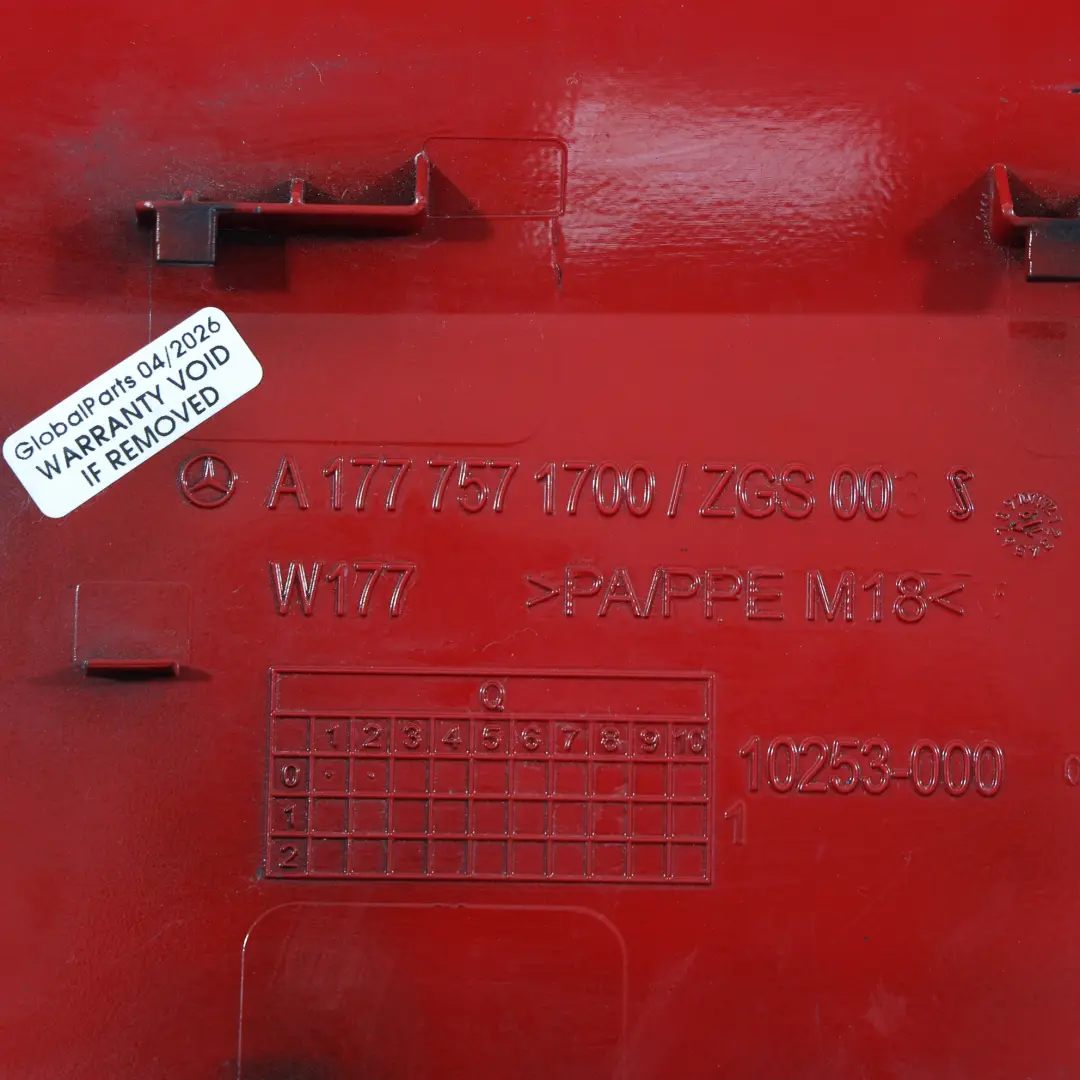 GlobalParts 04/2026
WARRANTY VOID
IF REMOVED
A 177 757 1700 / ZGS 003
W177
>PA/PPE M18<
Q
1 2 3 4 5 6 7 8 9 10
0
1
2
10253-000
1